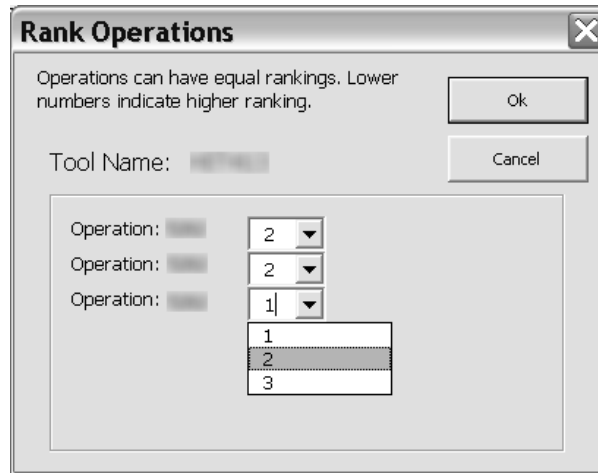 Rank Operations
Operations can have equal rankings. Lower
numbers indicate higher ranking.
Ok
Cancel
Tool Name:
Operation: 2
Operation: 2
Operation: 1
1
2
3